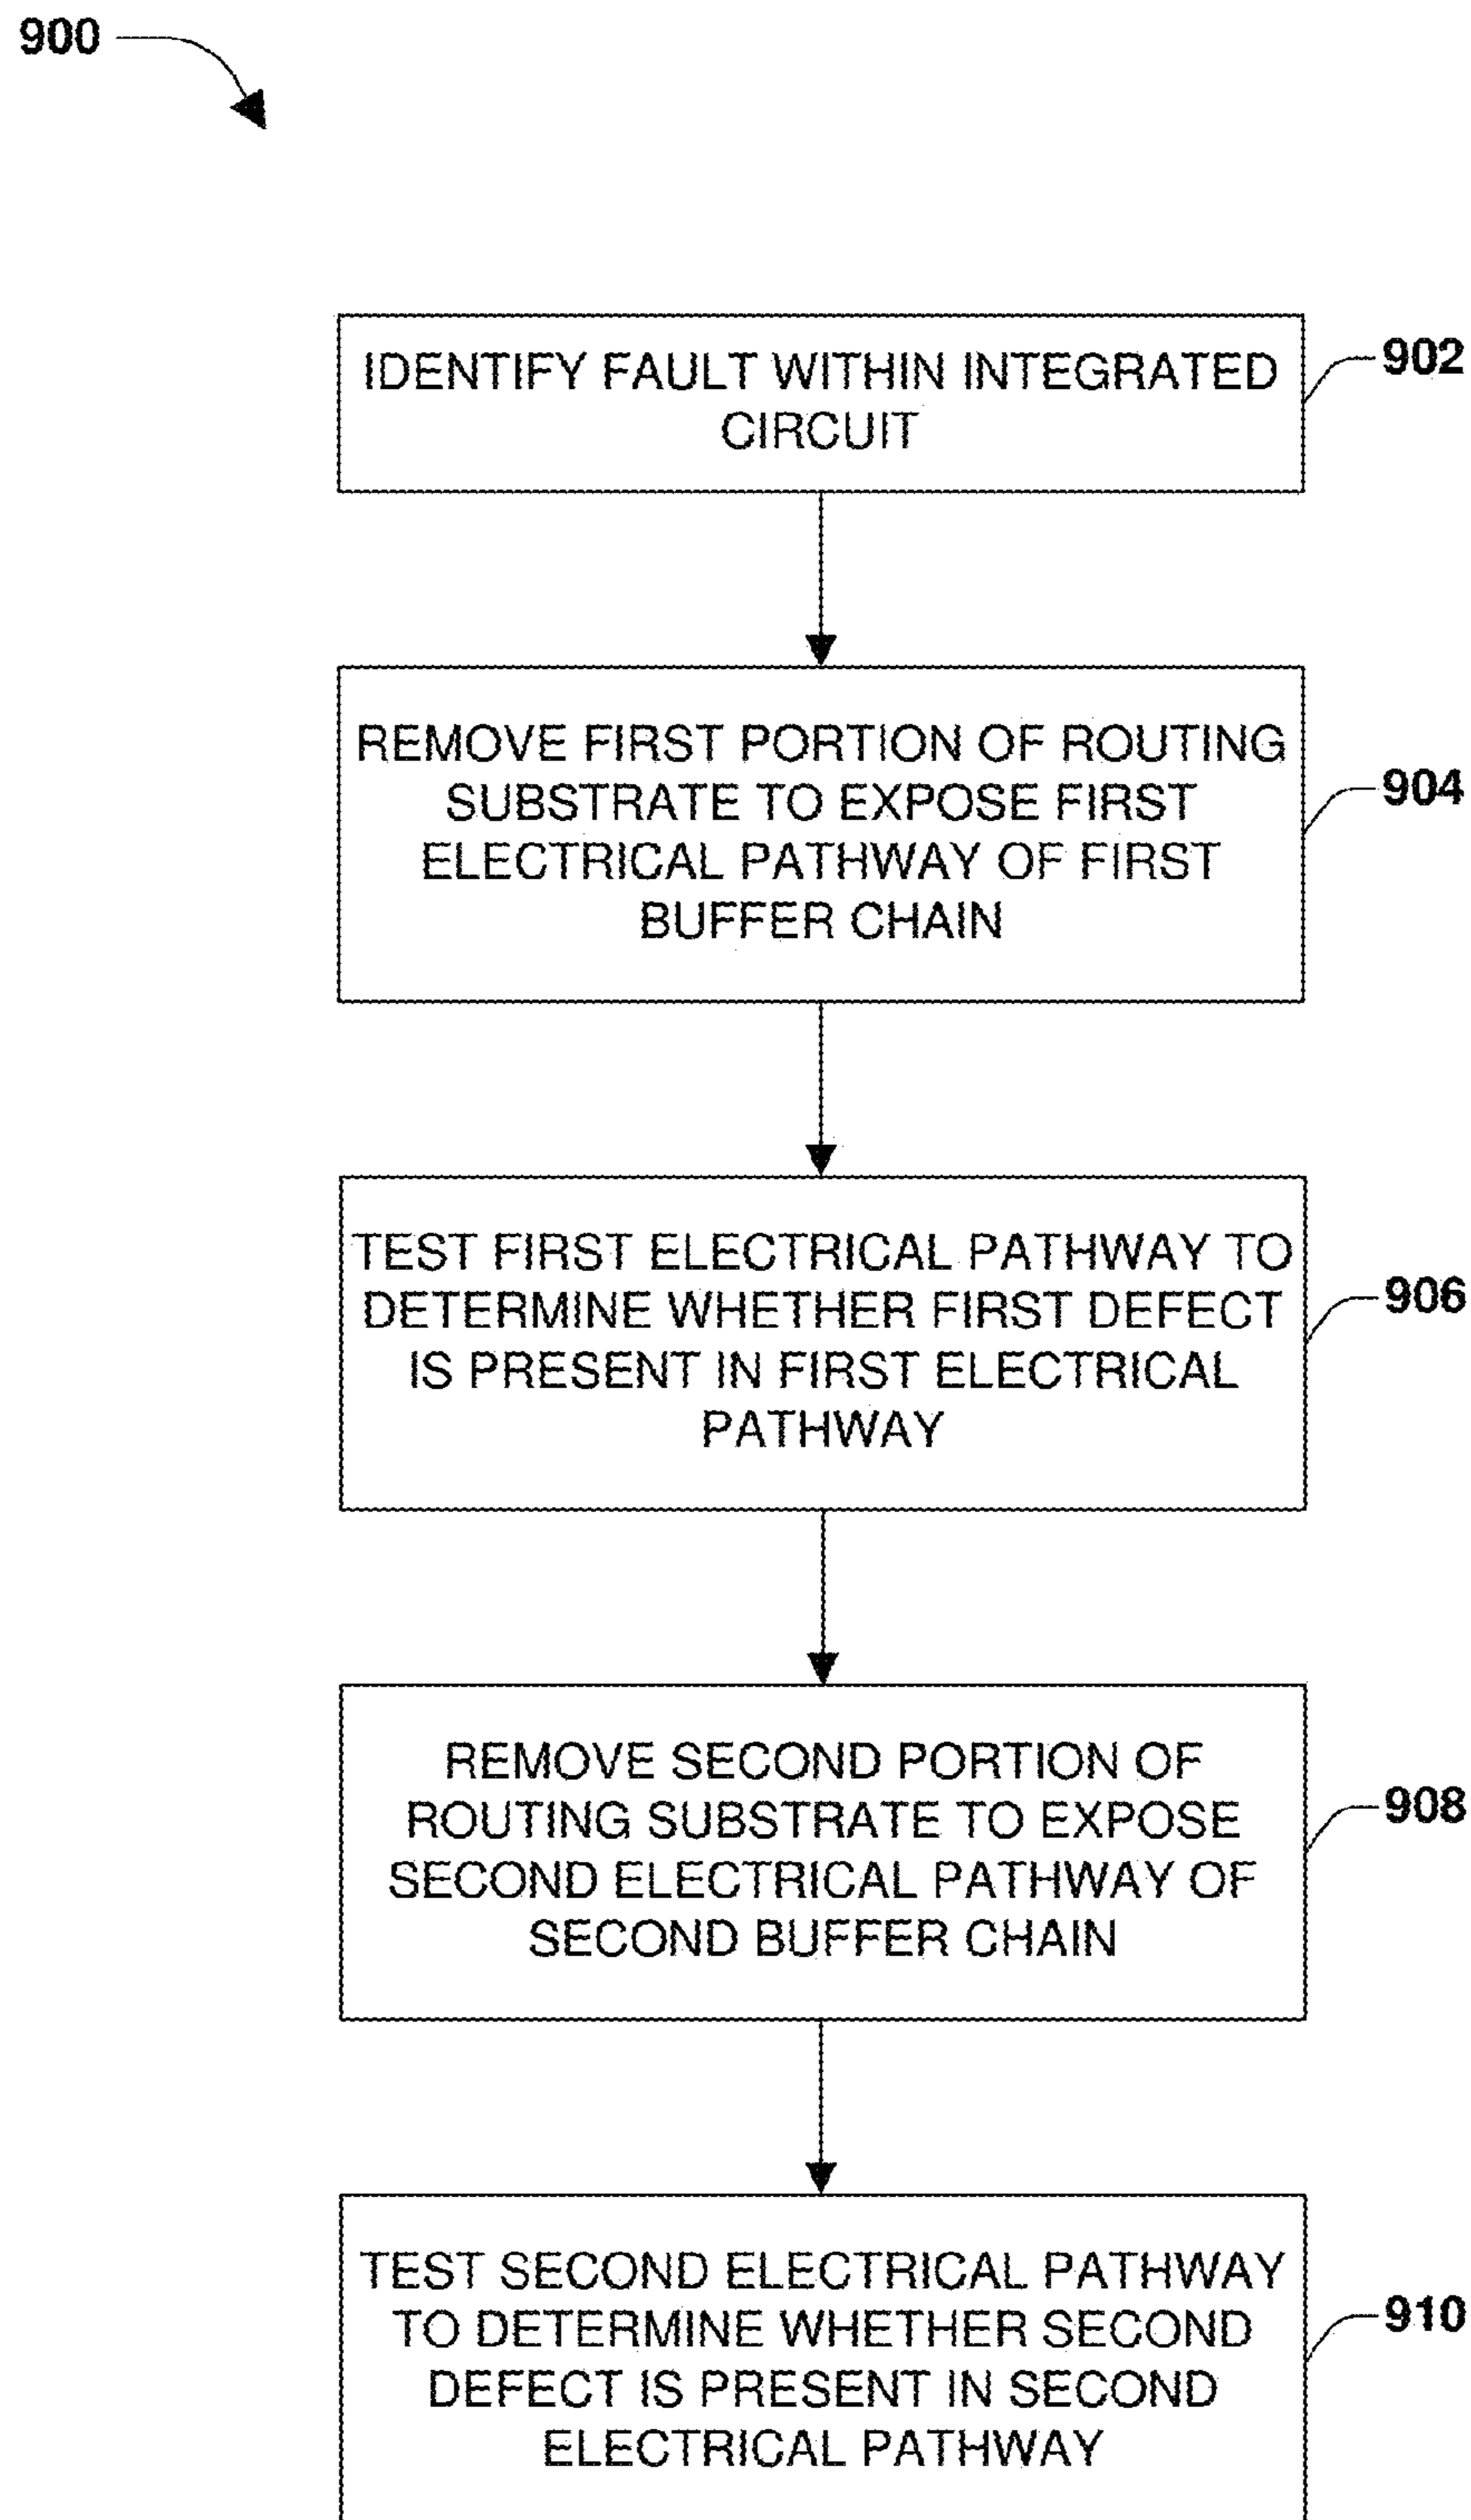 900
IDENTIFY FAULT WITHIN INTEGRATED
CIRCUIT
902
REMOVE FIRST PORTION OF ROUTING
SUBSTRATE TO EXPOSE FIRST
ELECTRICAL PATHWAY OF FIRST
BUFFER CHAIN
904
TEST FIRST ELECTRICAL PATHWAY TO
DETERMINE WHETHER FIRST DEFECT
IS PRESENT IN FIRST ELECTRICAL
PATHWAY
906
REMOVE SECOND PORTION OF
ROUTING SUBSTRATE TO EXPOSE
SECOND ELECTRICAL PATHWAY OF
SECOND BUFFER CHAIN
908
TEST SECOND ELECTRICAL PATHWAY
TO DETERMINE WHETHER SECOND
DEFECT IS PRESENT IN SECOND
ELECTRICAL PATHWAY
910